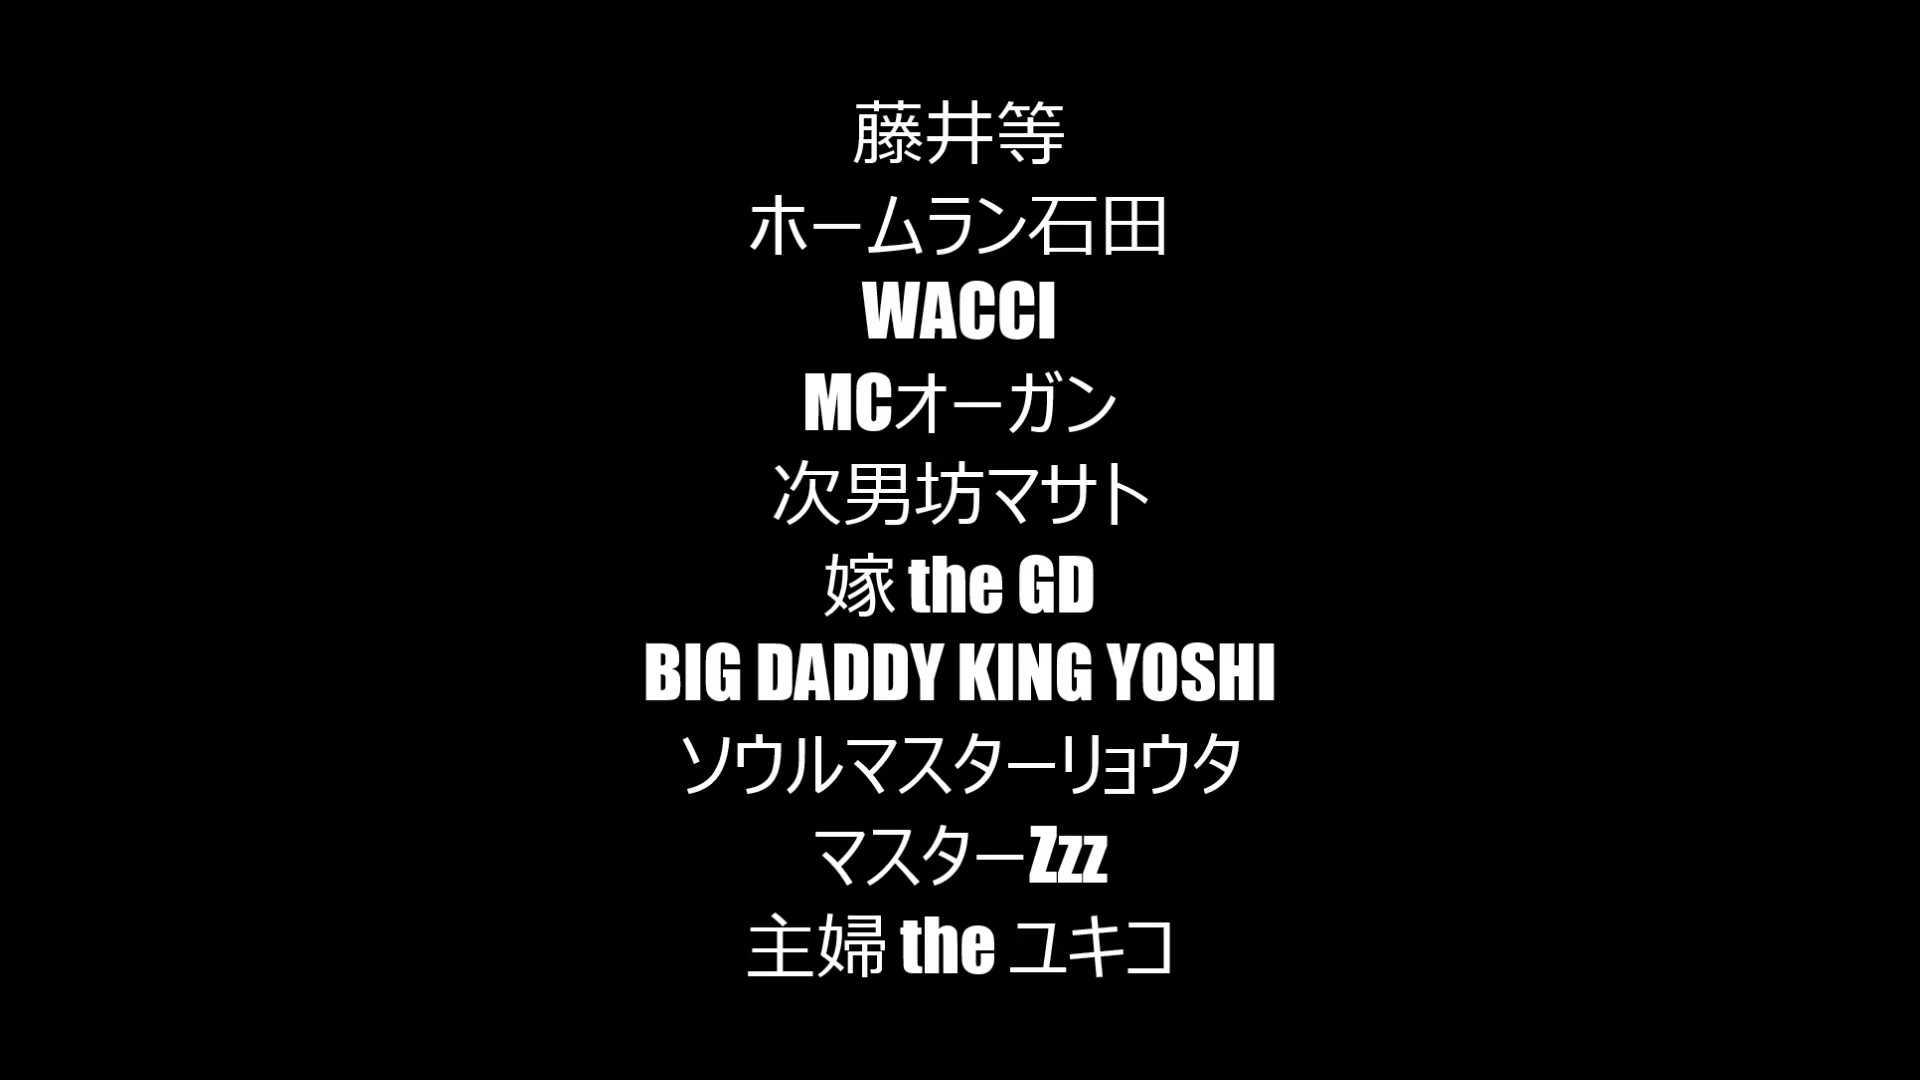 藤井等
ホームラン石田
WACCI
MCオーガン
次男坊マサト
嫁 the GD
BIG DADDY KING YOSHI
ソウルマスターリョウタ
マスターZzz
主婦 the ユキコ